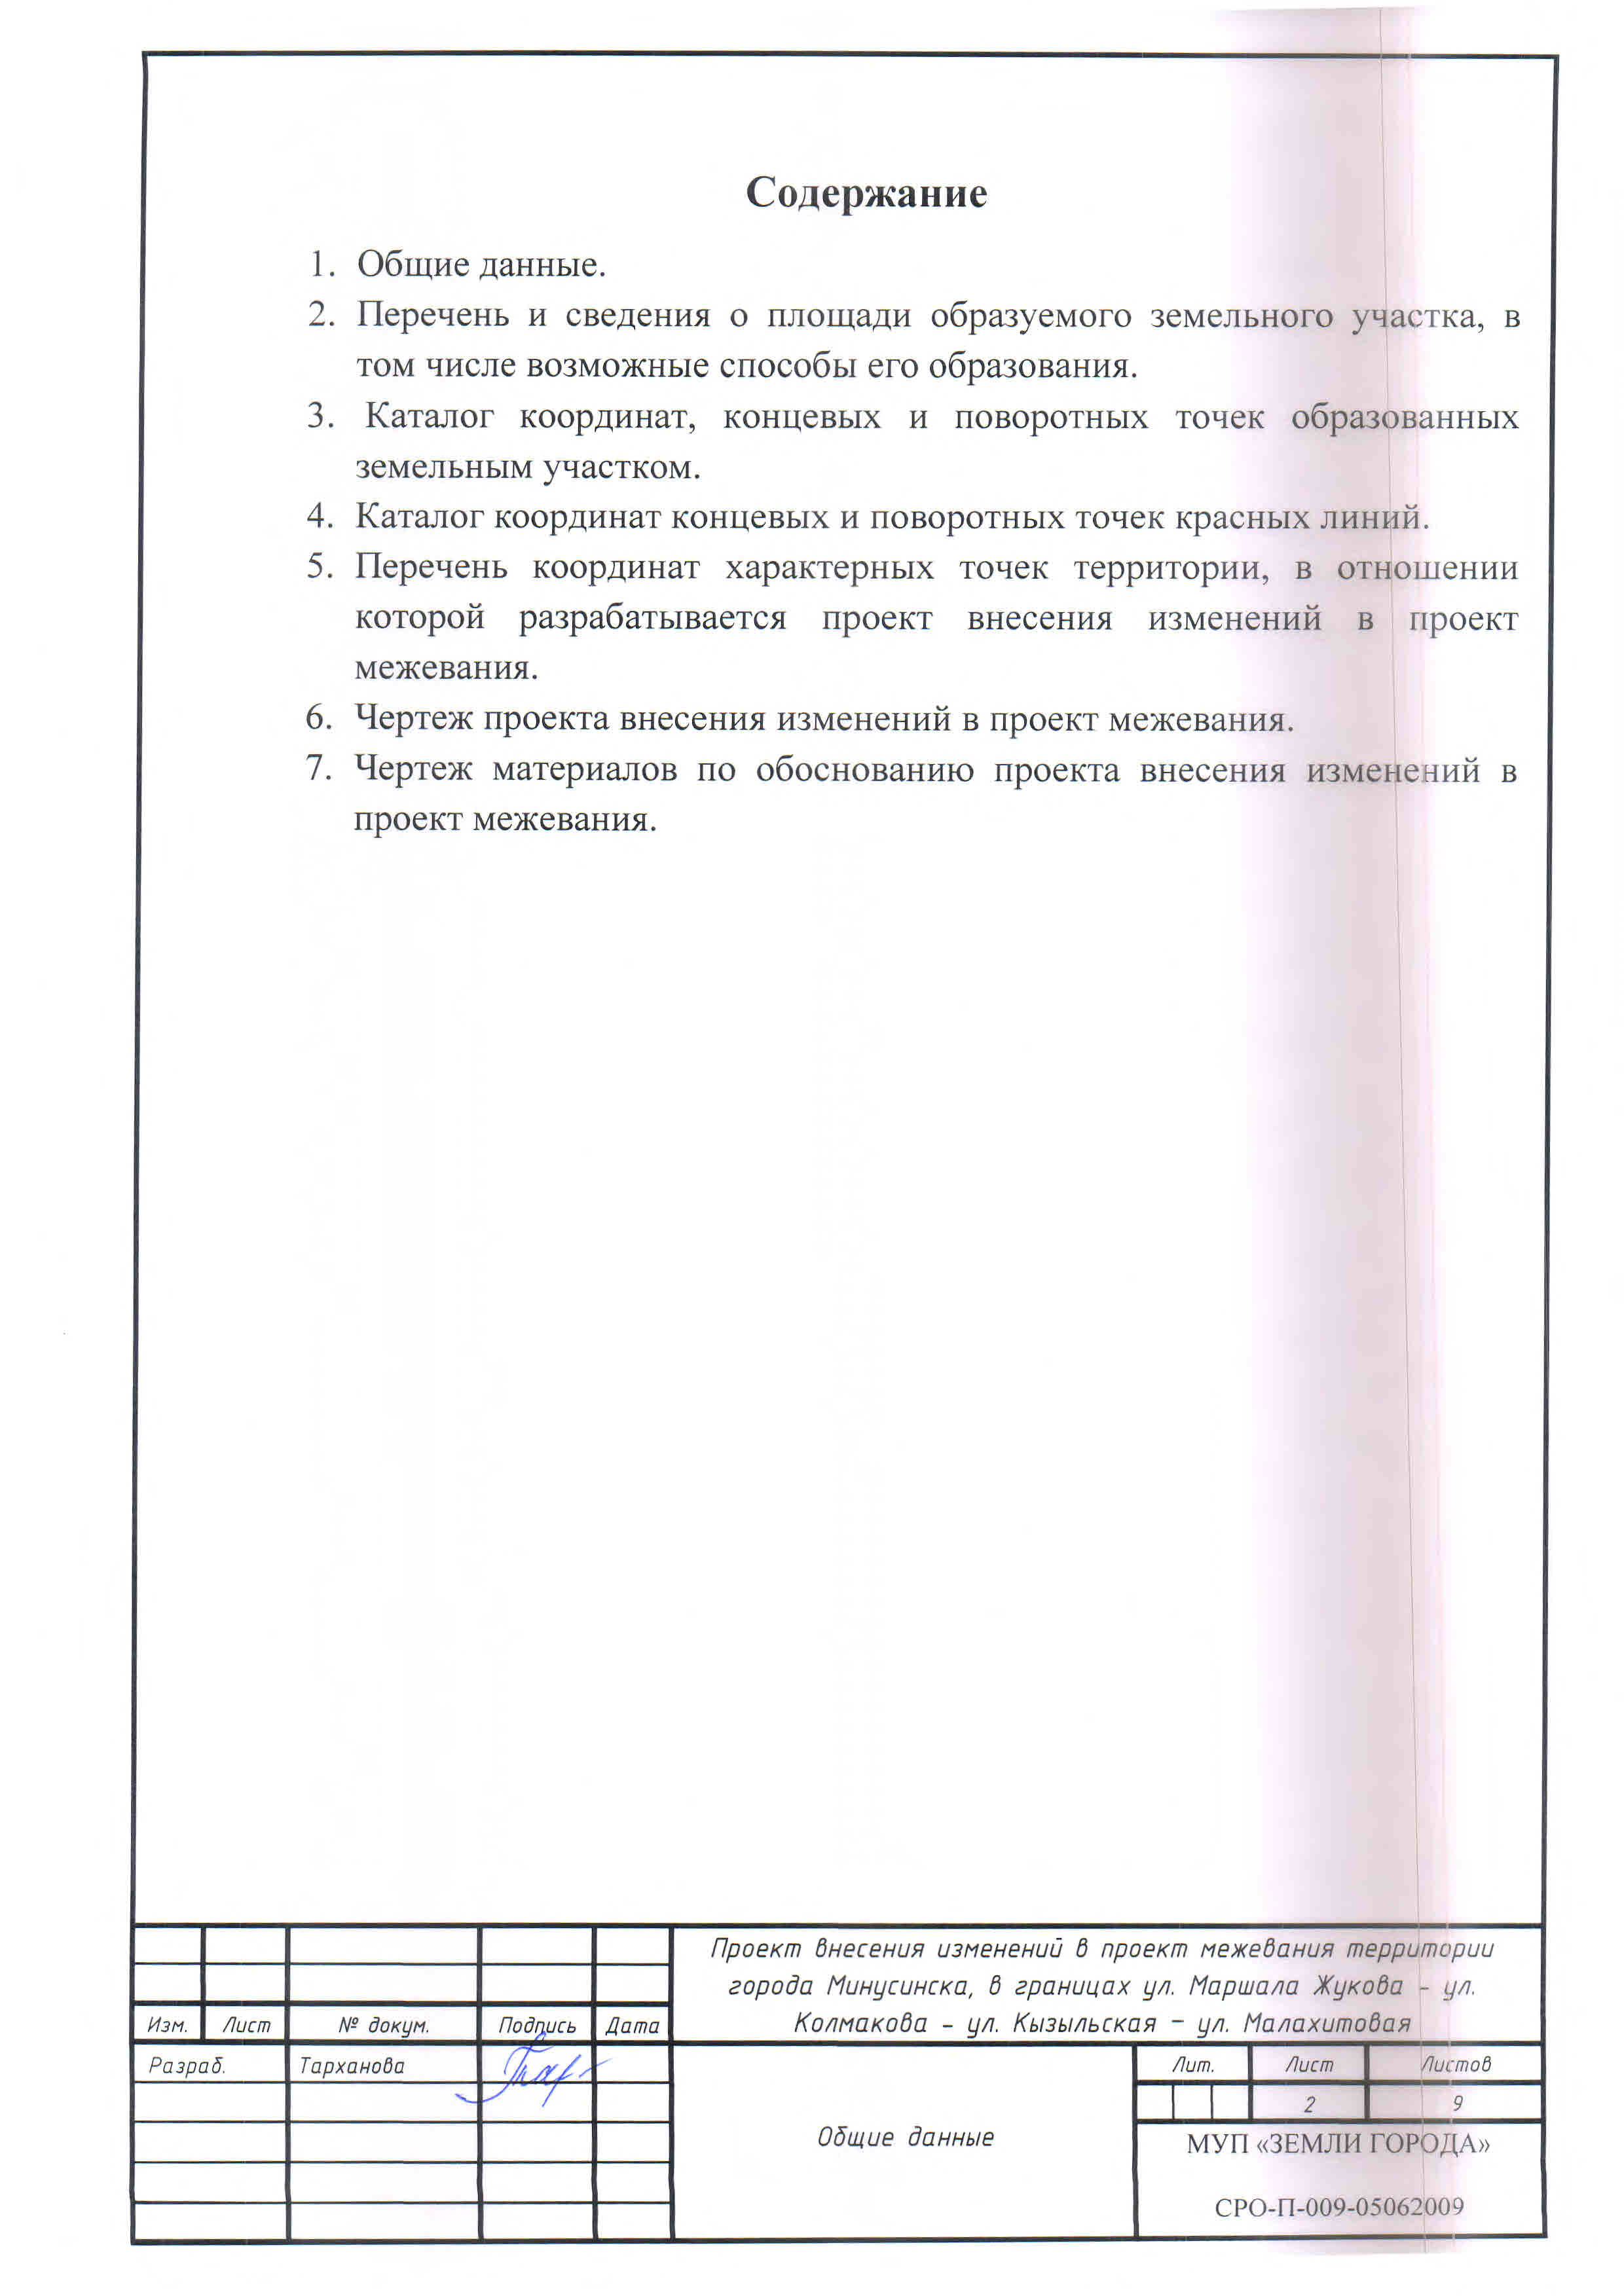 Содержание
1. Общие данные.
2. Перечень и сведения о площади образуемого земельного участка, в
том числе возможные способы его образования.
3. Каталог координат, концевых и поворотных точек образованных
земельным участком.
4. Каталог координат концевых и поворотных точек красных линий.
5. Перечень координат характерных точек территории, в отношении
которой разрабатывается проект внесения изменений в проект
межевания.
6. Чертеж проекта внесения изменений в проект межевания.
7. Чертеж материалов по обоснованию проекта внесения изменений в
проект межевания.
Проект внесения изменений в проект межевания территории
города Минусинска, в границах ул. Маршала Жукова - ул.
Колмакова - ул. Кызыльская - ул. Малахитовая
Изм. Лист № докум. Подпись Дата
Разраб. Тарханова
Общие данные
Лит. Лист Листов
2 9
МУП «ЗЕМЛИ ГОРОДА»
СРО-П-009-05062009